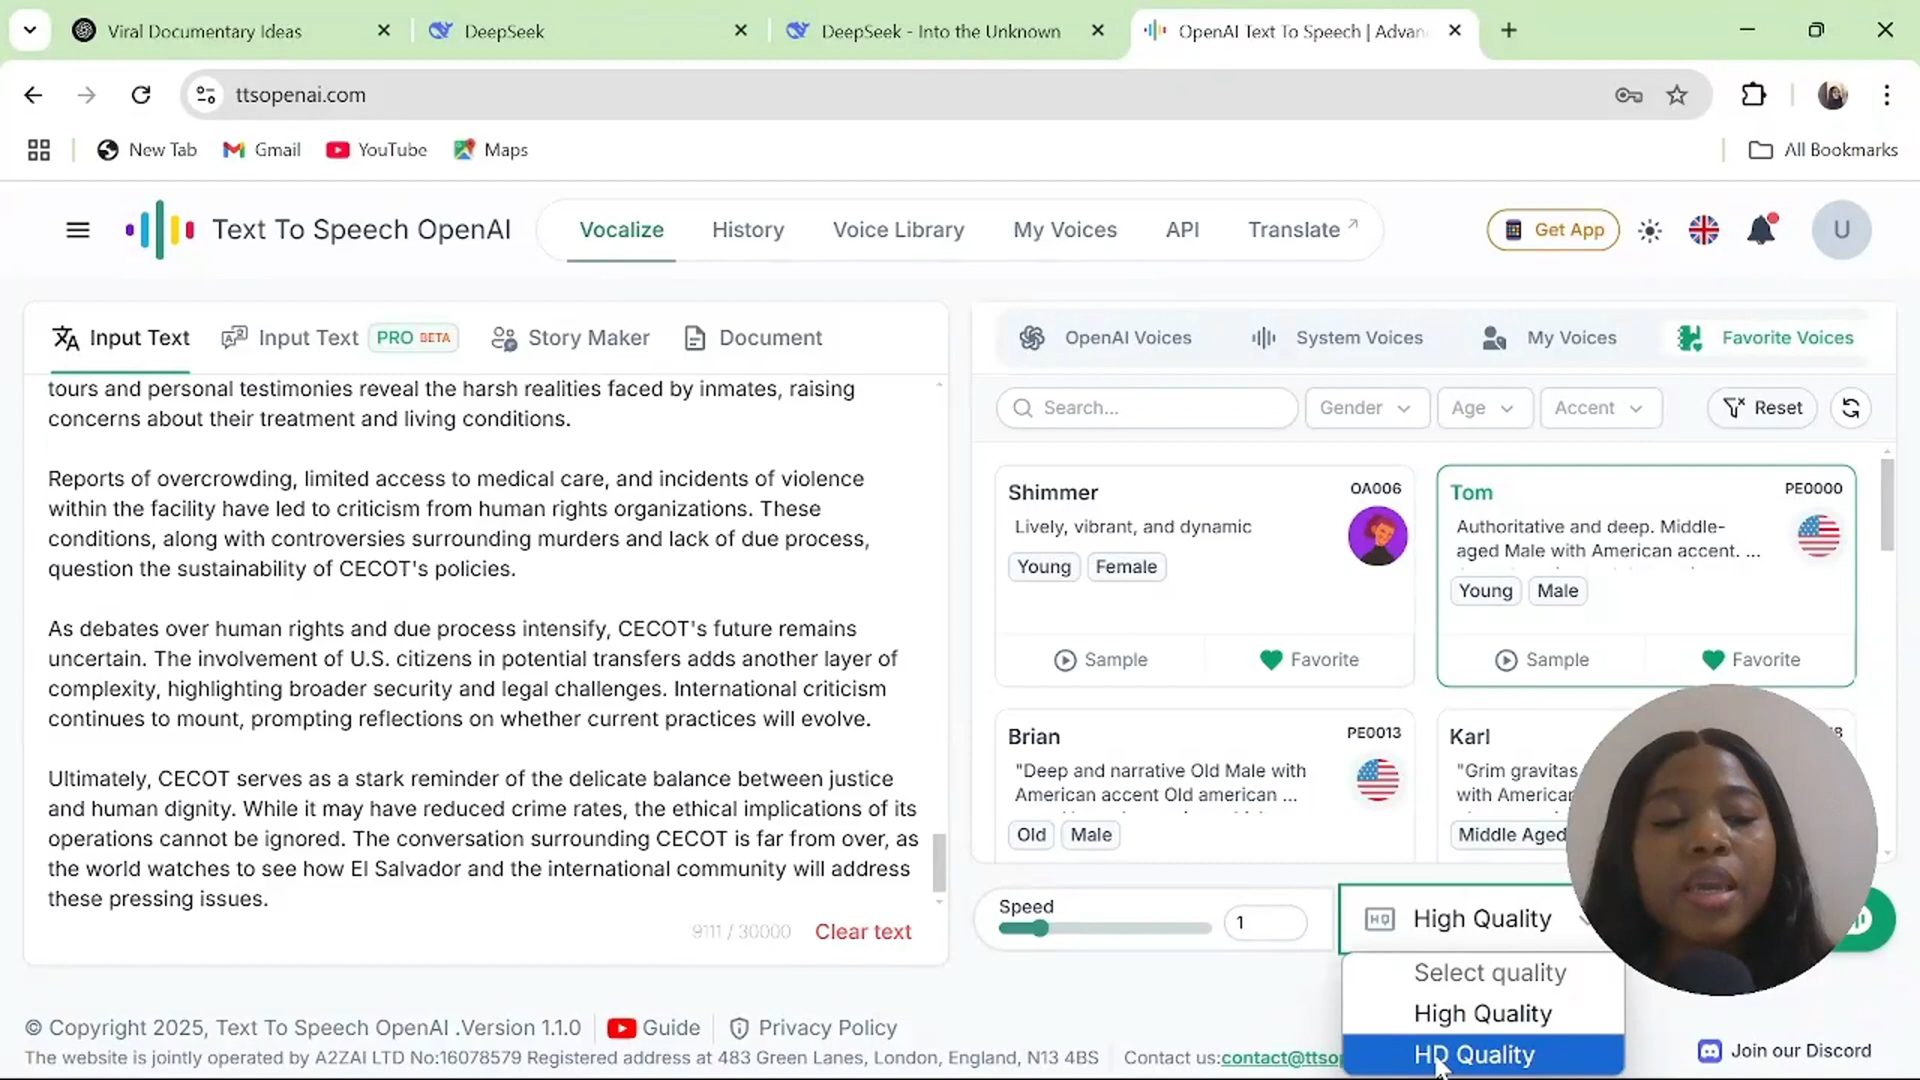 Viral Documentary Ideas
DeepSeek
DeepSeek - Into the Unknown
OpenAI Text To Speech | Advan
ttsopenai.com
New Tab
Gmail
YouTube
Maps
All Bookmarks
Text To Speech OpenAI
Vocalize
History
Voice Library
My Voices
API
Translate
Get App
U
Input Text
Input Text PRO BETA
Story Maker
Document
tours and personal testimonies reveal the harsh realities faced by inmates, raising
concerns about their treatment and living conditions.
Reports of overcrowding, limited access to medical care, and incidents of violence
within the facility have led to criticism from human rights organizations. These
conditions, along with controversies surrounding murders and lack of due process,
question the sustainability of CECOT's policies.
As debates over human rights and due process intensify, CECOT's future remains
uncertain. The involvement of U.S. citizens in potential transfers adds another layer of
complexity, highlighting broader security and legal challenges. International criticism
continues to mount, prompting reflections on whether current practices will evolve.
Ultimately, CECOT serves as a stark reminder of the delicate balance between justice
and human dignity. While it may have reduced crime rates, the ethical implications of its
operations cannot be ignored. The conversation surrounding CECOT is far from over, as
the world watches to see how El Salvador and the international community will address
these pressing issues.
9111 / 30000
Clear text
OpenAI Voices
System Voices
My Voices
Favorite Voices
Search...
Gender
Age
Accent
Reset
Shimmer
OA006
Lively, vibrant, and dynamic
Young
Female
Sample
Favorite
Tom
PE0000
Authoritative and deep. Middle-
aged Male with American accent. ...
Young
Male
Sample
Favorite
Brian
PE0013
"Deep and narrative Old Male with
American accent Old american ...
Old
Male
Karl
8
"Grim gravitas
with America
Middle Aged
Speed
1
HQ High Quality
Select quality
High Quality
HD Quality
© Copyright 2025, Text To Speech OpenAI .Version 1.1.0
Guide
Privacy Policy
The website is jointly operated by A2ZAI LTD No:16078579 Registered address at 483 Green Lanes, London, England, N13 4BS
Contact us:contact@ttsop
Join our Discord